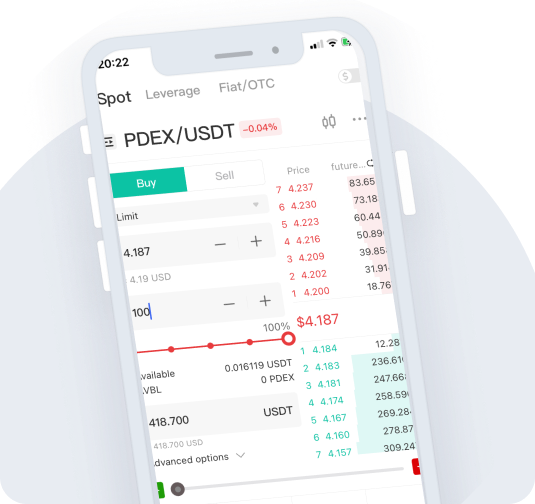 20:22
Spot Leverage Fiat/OTC
$
PDEX/USDT -0.04%
Buy Sell
Price future...
Limit
7 4.237 83.65
6 4.230 73.18
5 4.223 60.44
4 4.216 50.89
3 4.209 39.85
2 4.202 31.91
1 4.200 18.76
4.187 − +
4.19 USD
100 − +
$4.187
100%
1 4.184 12.28
2 4.183 236.61
3 4.181 247.66
4 4.174 258.59
5 4.167 269.28
6 4.160 278.87
7 4.157 309.24
vailable 0.016119 USDT
VBL 0 PDEX
418.700 USDT
418.700 USD
dvanced options